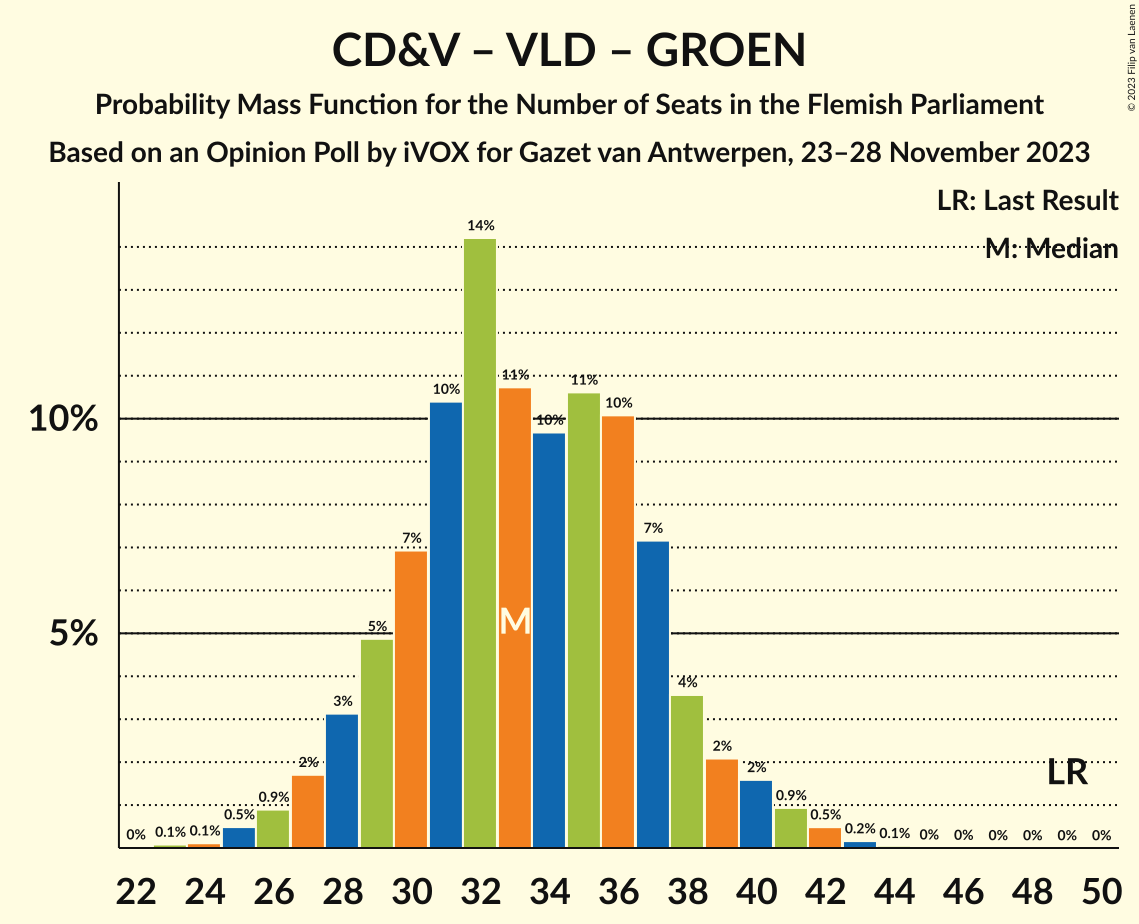 CD&V – VLD – GROEN
Probability Mass Function for the Number of Seats in the Flemish Parliament
Based on an Opinion Poll by iVOX for Gazet van Antwerpen, 23–28 November 2023
© 2023 Filip van Laenen
LR: Last Result
M: Median
10%
5%
0% 0.1% 0.1% 0.5% 0.9% 2% 3% 5% 7% 10% 14% 11% 10% 11% 10% 7% 4% 2% 2% 0.9% 0.5% 0.2% 0.1% 0% 0% 0% 0% 0% 0%
M
LR
22 24 26 28 30 32 34 36 38 40 42 44 46 48 50